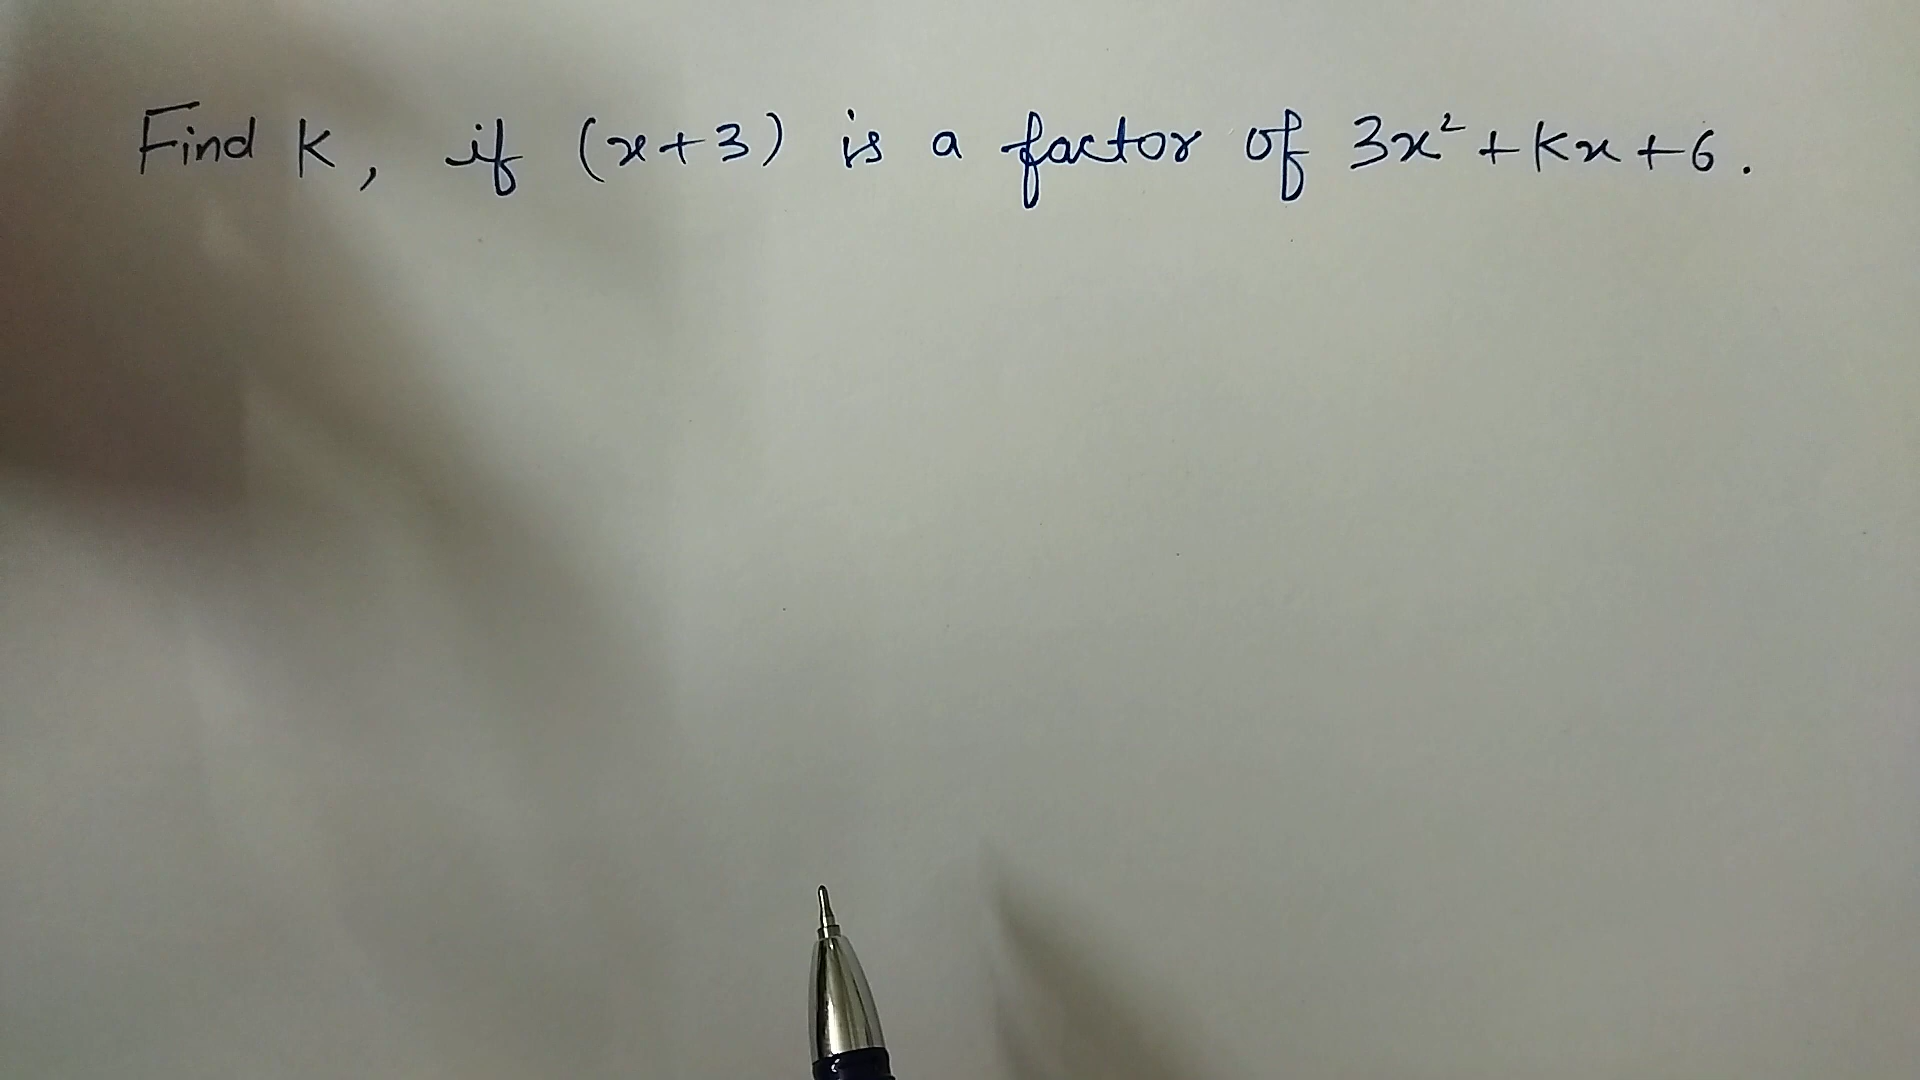 Find K, if (x+3) is a factor of 3x²+Kx+6.